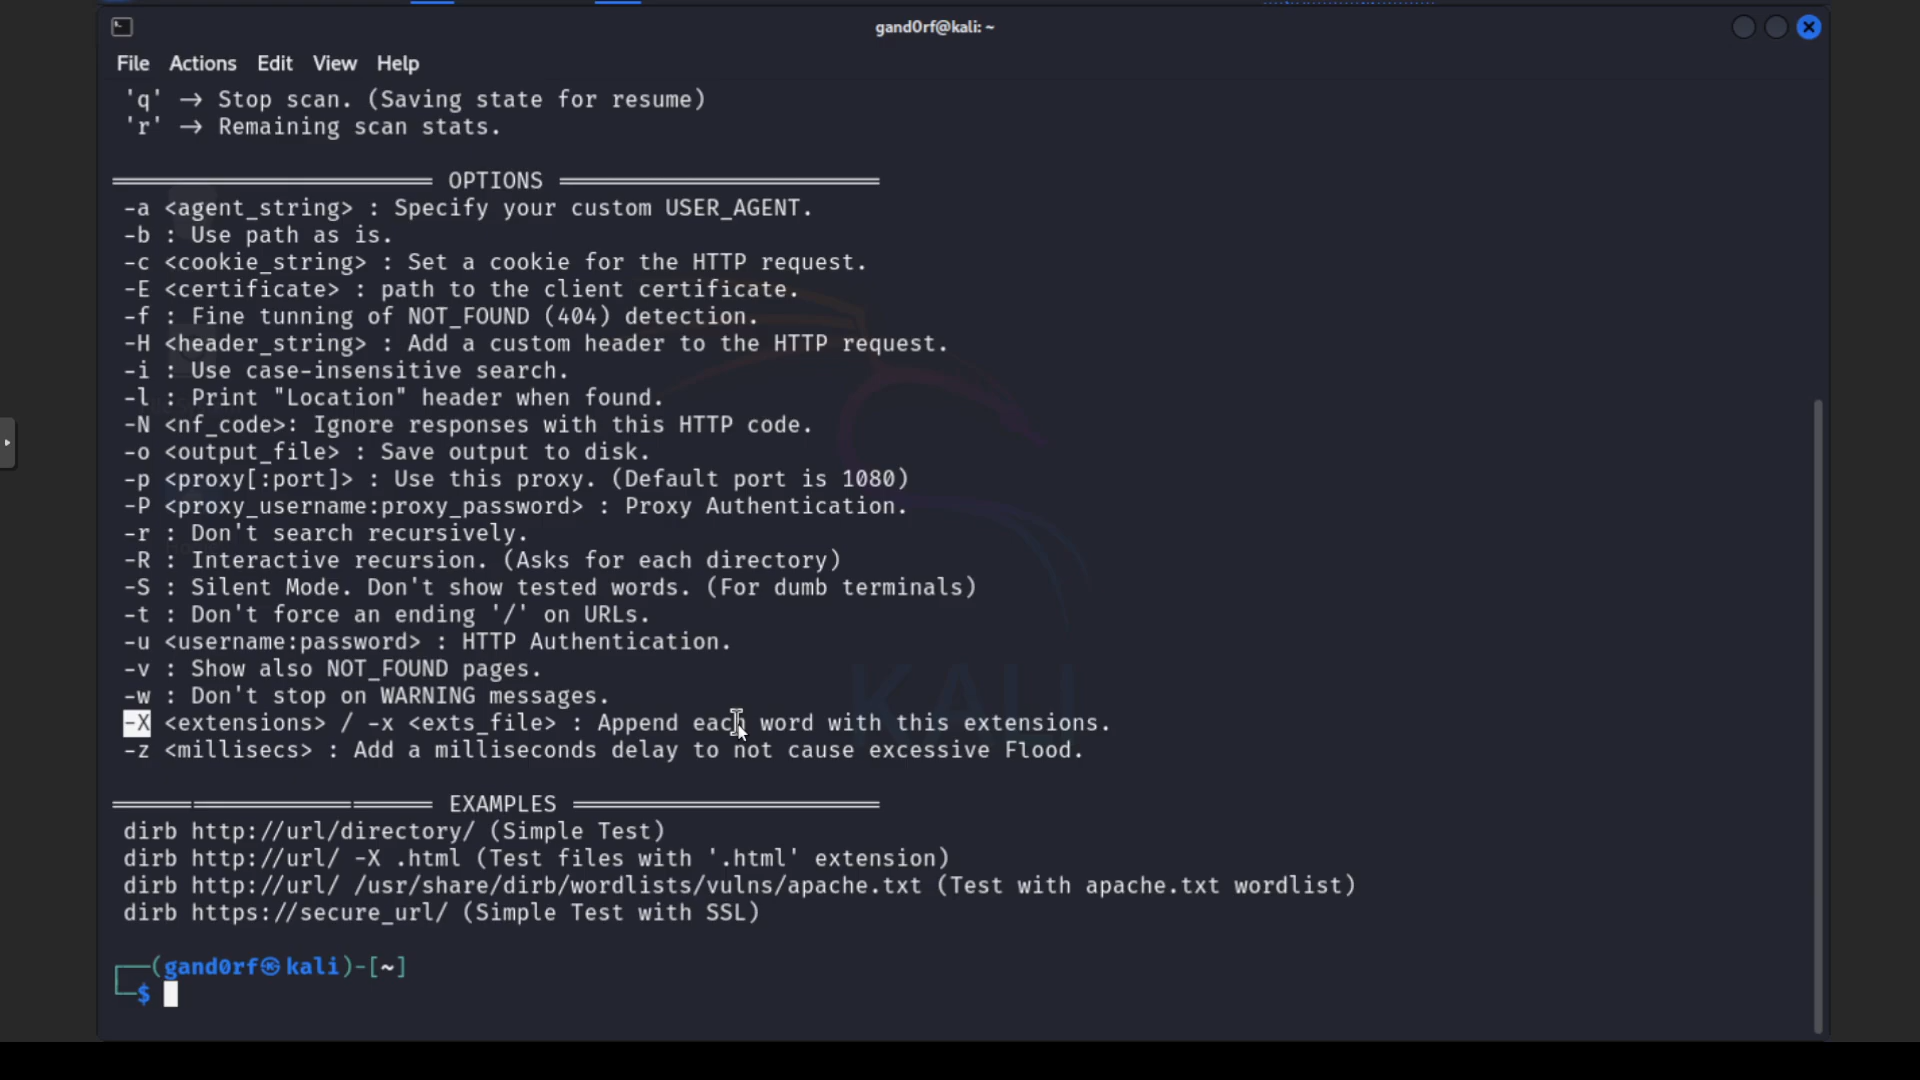 gand0rf@kali: ~
File Actions Edit View Help
'q' → Stop scan. (Saving state for resume)
'r' → Remaining scan stats.
OPTIONS
-a <agent_string> : Specify your custom USER_AGENT.
-b : Use path as is.
-c <cookie_string> : Set a cookie for the HTTP request.
-E <certificate> : path to the client certificate.
-f : Fine tunning of NOT_FOUND (404) detection.
-H <header_string> : Add a custom header to the HTTP request.
-i : Use case-insensitive search.
-l : Print "Location" header when found.
-N <nf_code>: Ignore responses with this HTTP code.
-o <output_file> : Save output to disk.
-p <proxy[:port]> : Use this proxy. (Default port is 1080)
-P <proxy_username:proxy_password> : Proxy Authentication.
-r : Don't search recursively.
-R : Interactive recursion. (Asks for each directory)
-S : Silent Mode. Don't show tested words. (For dumb terminals)
-t : Don't force an ending '/' on URLs.
-u <username:password> : HTTP Authentication.
-v : Show also NOT_FOUND pages.
-w : Don't stop on WARNING messages.
-X <extensions> / -x <exts_file> : Append each word with this extensions.
-z <millisecs> : Add a milliseconds delay to not cause excessive Flood.
EXAMPLES
dirb http://url/directory/ (Simple Test)
dirb http://url/ -X .html (Test files with '.html' extension)
dirb http://url/ /usr/share/dirb/wordlists/vulns/apache.txt (Test with apache.txt wordlist)
dirb https://secure_url/ (Simple Test with SSL)
KALI
┌──(gand0rf㉿kali)-[~]
└─$